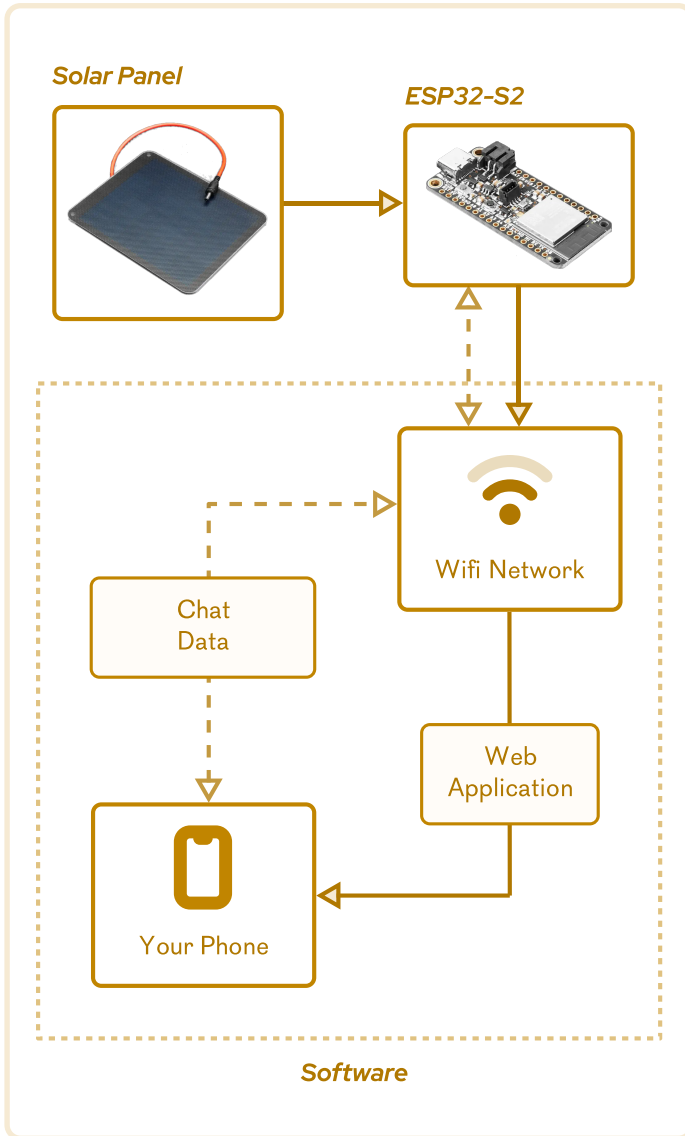 Solar Panel
ESP32-S2
Wifi Network
Chat
Data
Web
Application
Your Phone
Software